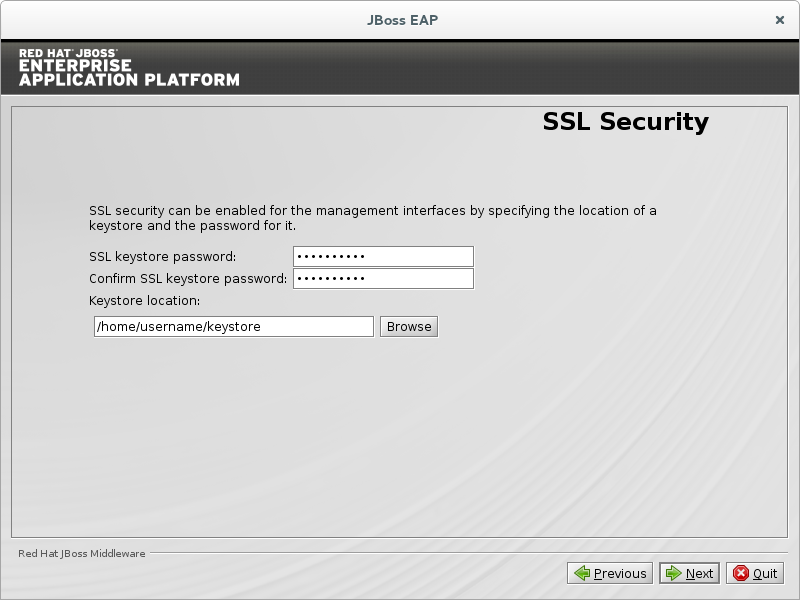 JBoss EAP
RED HAT® JBOSS®
ENTERPRISE
APPLICATION PLATFORM
SSL Security
SSL security can be enabled for the management interfaces by specifying the location of a
keystore and the password for it.
SSL keystore password: ••••••••••
Confirm SSL keystore password: ••••••••••
Keystore location:
/home/username/keystore Browse
Red Hat JBoss Middleware
Previous Next Quit